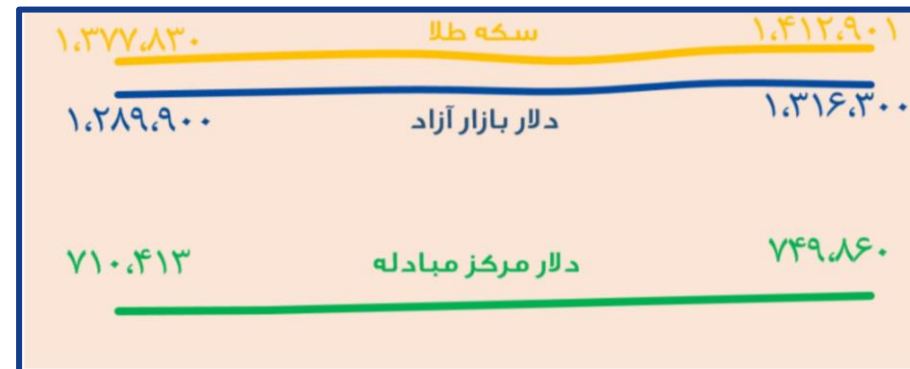 ۱،۳۷۷،۸۳۰ سکه طلا ۱،۴۱۲،۹۰۱
۱،۲۸۹،۹۰۰ دلار بازار آزاد ۱،۳۱۶،۳۰۰
۷۱۰،۴۱۳ دلار مرکز مبادله ۷۴۹،۸۶۰